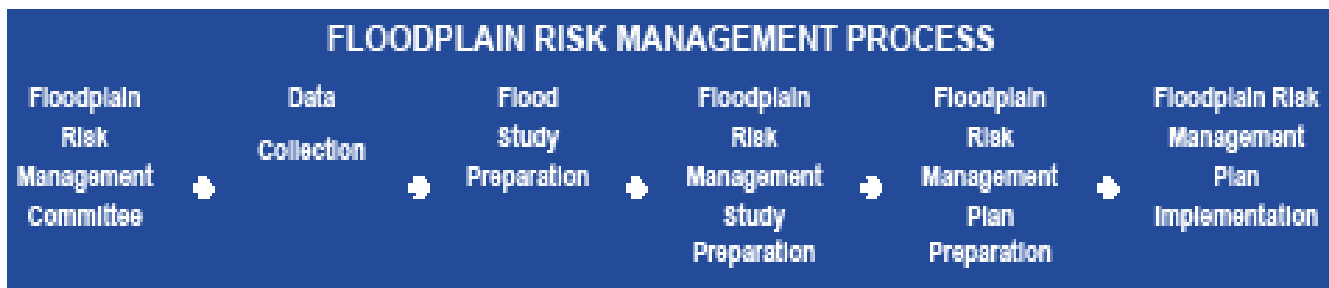 FLOODPLAIN RISK MANAGEMENT PROCESS
Floodplain
Risk
Management
Committee
Data
Collection
Flood
Study
Preparation
Floodplain
Risk
Management
Study
Preparation
Floodplain
Risk
Management
Plan
Preparation
Floodplain Risk
Management
Plan
Implementation